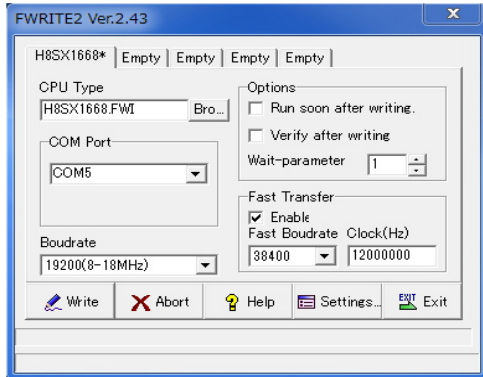 FWRITE2 Ver.2.43
x
H8SX1668* Empty Empty Empty Empty
CPU Type
H8SX1668.FWI Bro...
COM Port
COM5
Boudrate
19200(8-18MHz)
Options
Run soon after writing.
Verify after writing
Wait-parameter 1
Fast Transfer
Enable
Fast Boudrate Clock(Hz)
38400 12000000
Write Abort Help Settings... EXIT Exit